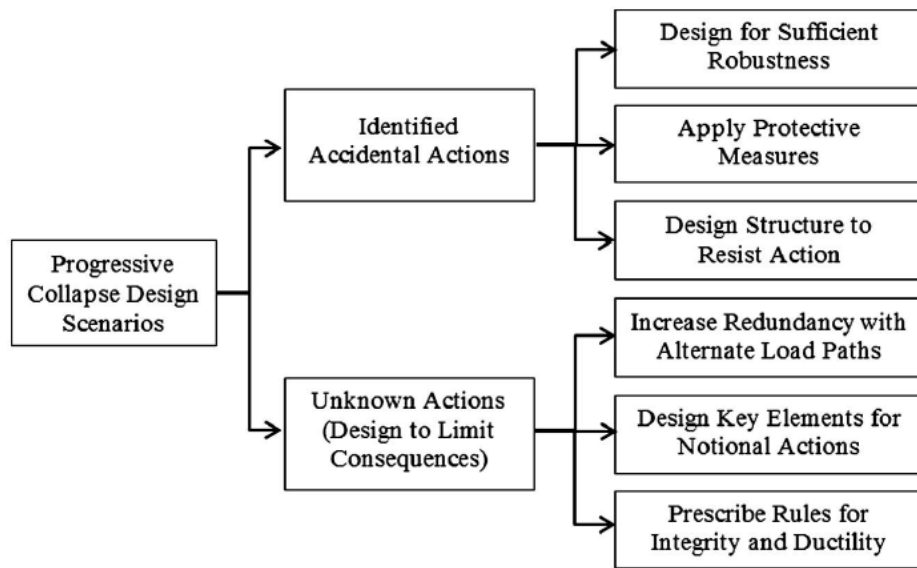 Progressive
Collapse Design
Scenarios
Identified
Accidental Actions
Unknown Actions
(Design to Limit
Consequences)
Design for Sufficient
Robustness
Apply Protective
Measures
Design Structure to
Resist Action
Increase Redundancy with
Alternate Load Paths
Design Key Elements for
Notional Actions
Prescribe Rules for
Integrity and Ductility